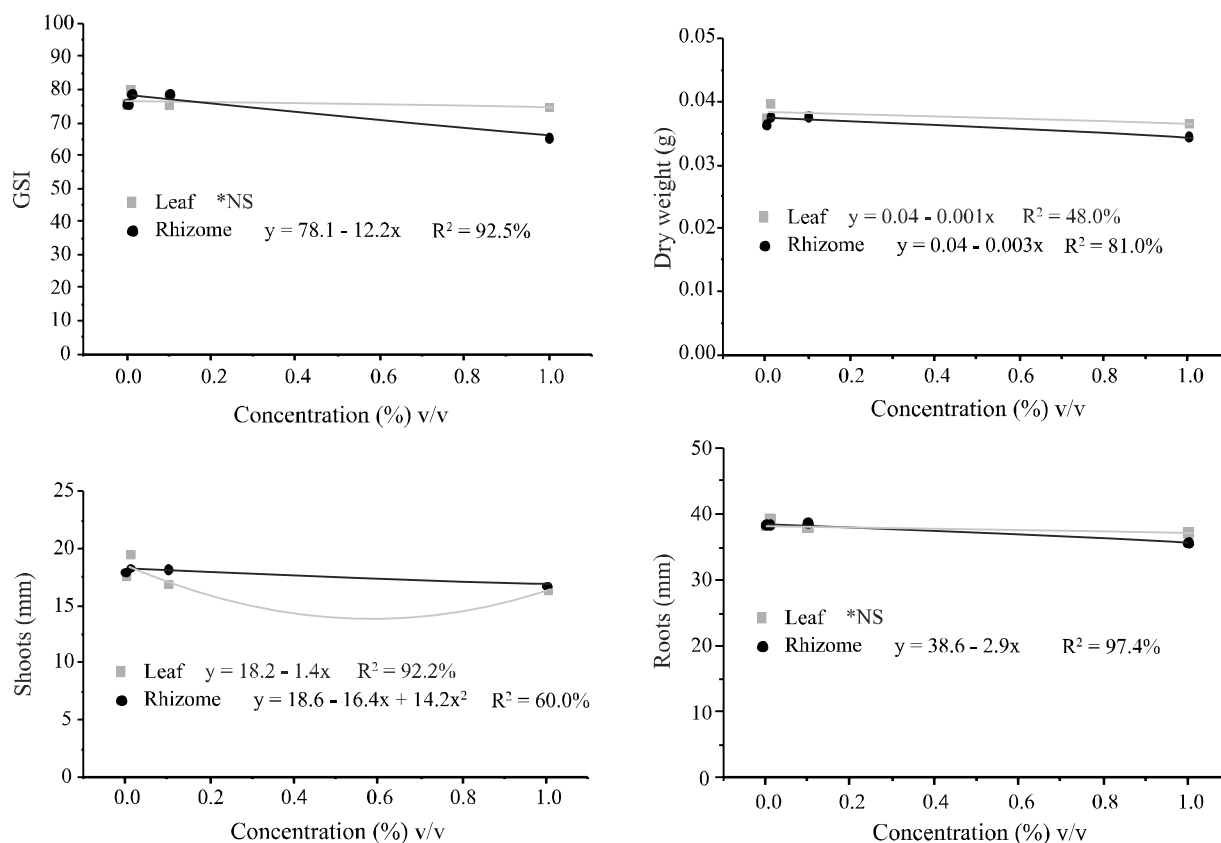 100
90
80
70
60
50
40
30
20
10
0
GSI
Leaf *NS
Rhizome y = 78.1 - 12.2x R² = 92.5%
0.0 0.2 0.4 0.6 0.8 1.0
Concentration (%) v/v
0.05
0.04
0.03
0.02
0.01
0.00
Dry weight (g)
Leaf y = 0.04 - 0.001x R² = 48.0%
Rhizome y = 0.04 - 0.003x R² = 81.0%
0.0 0.2 0.4 0.6 0.8 1.0
Concentration (%) v/v
25
20
15
10
5
0
Shoots (mm)
Leaf y = 18.2 - 1.4x R² = 92.2%
Rhizome y = 18.6 - 16.4x + 14.2x² R² = 60.0%
0.0 0.2 0.4 0.6 0.8 1.0
Concentration (%) v/v
50
40
30
20
10
0
Roots (mm)
Leaf *NS
Rhizome y = 38.6 - 2.9x R² = 97.4%
0.0 0.2 0.4 0.6 0.8 1.0
Concentration (%) v/v